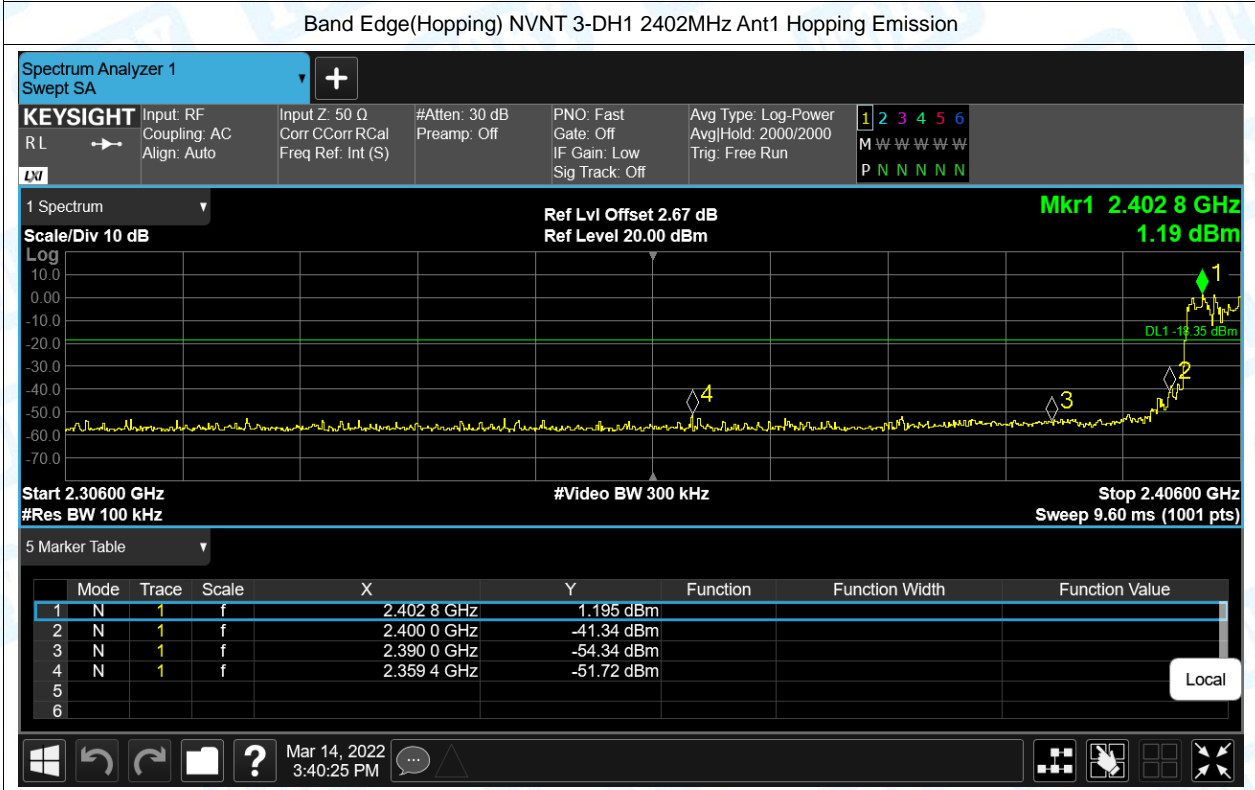 Band Edge(Hopping) NVNT 3-DH1 2402MHz Ant1 Hopping Emission
Spectrum Analyzer 1
Swept SA
KEYSIGHT Input: RF Input Z: 50 Ω #Atten: 30 dB PNO: Fast Avg Type: Log-Power 1 2 3 4 5 6
R L Coupling: AC Corr CCorr RCal Preamp: Off Gate: Off Avg|Hold: 2000/2000 M W W W W W
Align: Auto Freq Ref: Int (S) IF Gain: Low Trig: Free Run
LXI Sig Track: Off P N N N N N
1 Spectrum Ref Lvl Offset 2.67 dB Mkr1 2.402 8 GHz
Scale/Div 10 dB Ref Level 20.00 dBm 1.19 dBm
Log
10.0 1
0.00
-10.0
DL1 -18.35 dBm
-20.0
-30.0
2
-40.0 4
3
-50.0
-60.0
-70.0
Start 2.30600 GHz #Video BW 300 kHz Stop 2.40600 GHz
#Res BW 100 kHz Sweep 9.60 ms (1001 pts)
5 Marker Table
Mode Trace Scale X Y Function Function Width Function Value
1 N 1 f 2.402 8 GHz 1.195 dBm
2 N 1 f 2.400 0 GHz -41.34 dBm
3 N 1 f 2.390 0 GHz -54.34 dBm
4 N 1 f 2.359 4 GHz -51.72 dBm
5
6
Local
? Mar 14, 2022
3:40:25 PM